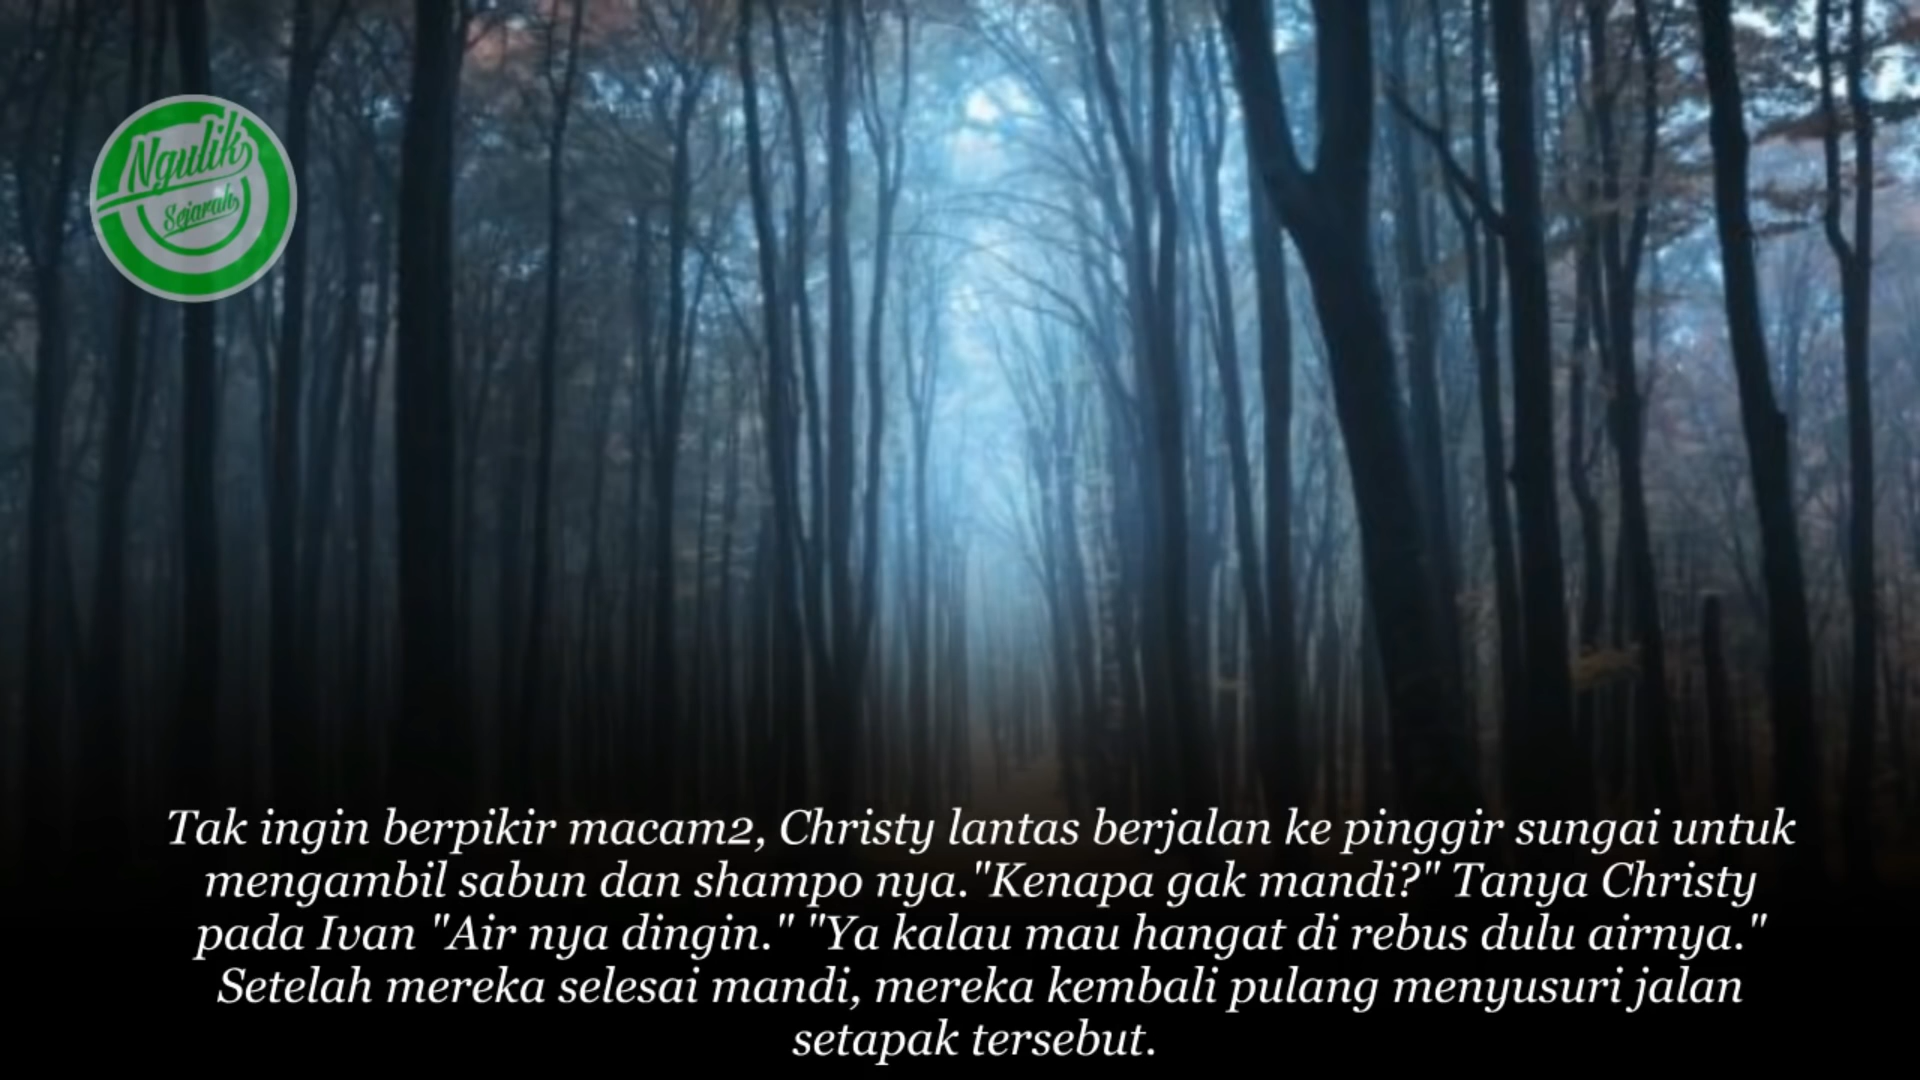 Ngulik
Sejarah
Tak ingin berpikir macam2, Christy lantas berjalan ke pinggir sungai untuk
mengambil sabun dan shampo nya."Kenapa gak mandi?" Tanya Christy
pada Ivan "Air nya dingin." "Ya kalau mau hangat di rebus dulu airnya."
Setelah mereka selesai mandi, mereka kembali pulang menyusuri jalan
setapak tersebut.